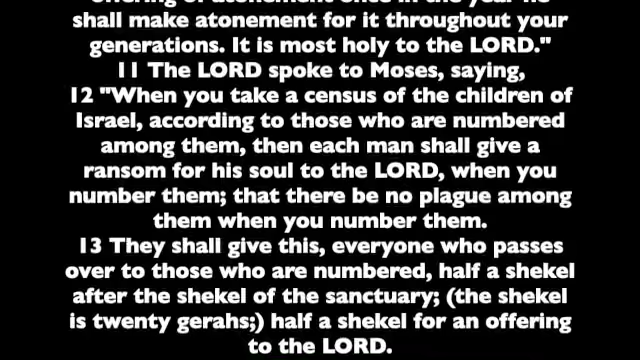 offering of atonement once in the year he
shall make atonement for it throughout your
generations. It is most holy to the LORD."
11 The LORD spoke to Moses, saying,
12 "When you take a census of the children of
Israel, according to those who are numbered
among them, then each man shall give a
ransom for his soul to the LORD, when you
number them; that there be no plague among
them when you number them.
13 They shall give this, everyone who passes
over to those who are numbered, half a shekel
after the shekel of the sanctuary; (the shekel
is twenty gerahs;) half a shekel for an offering
to the LORD.